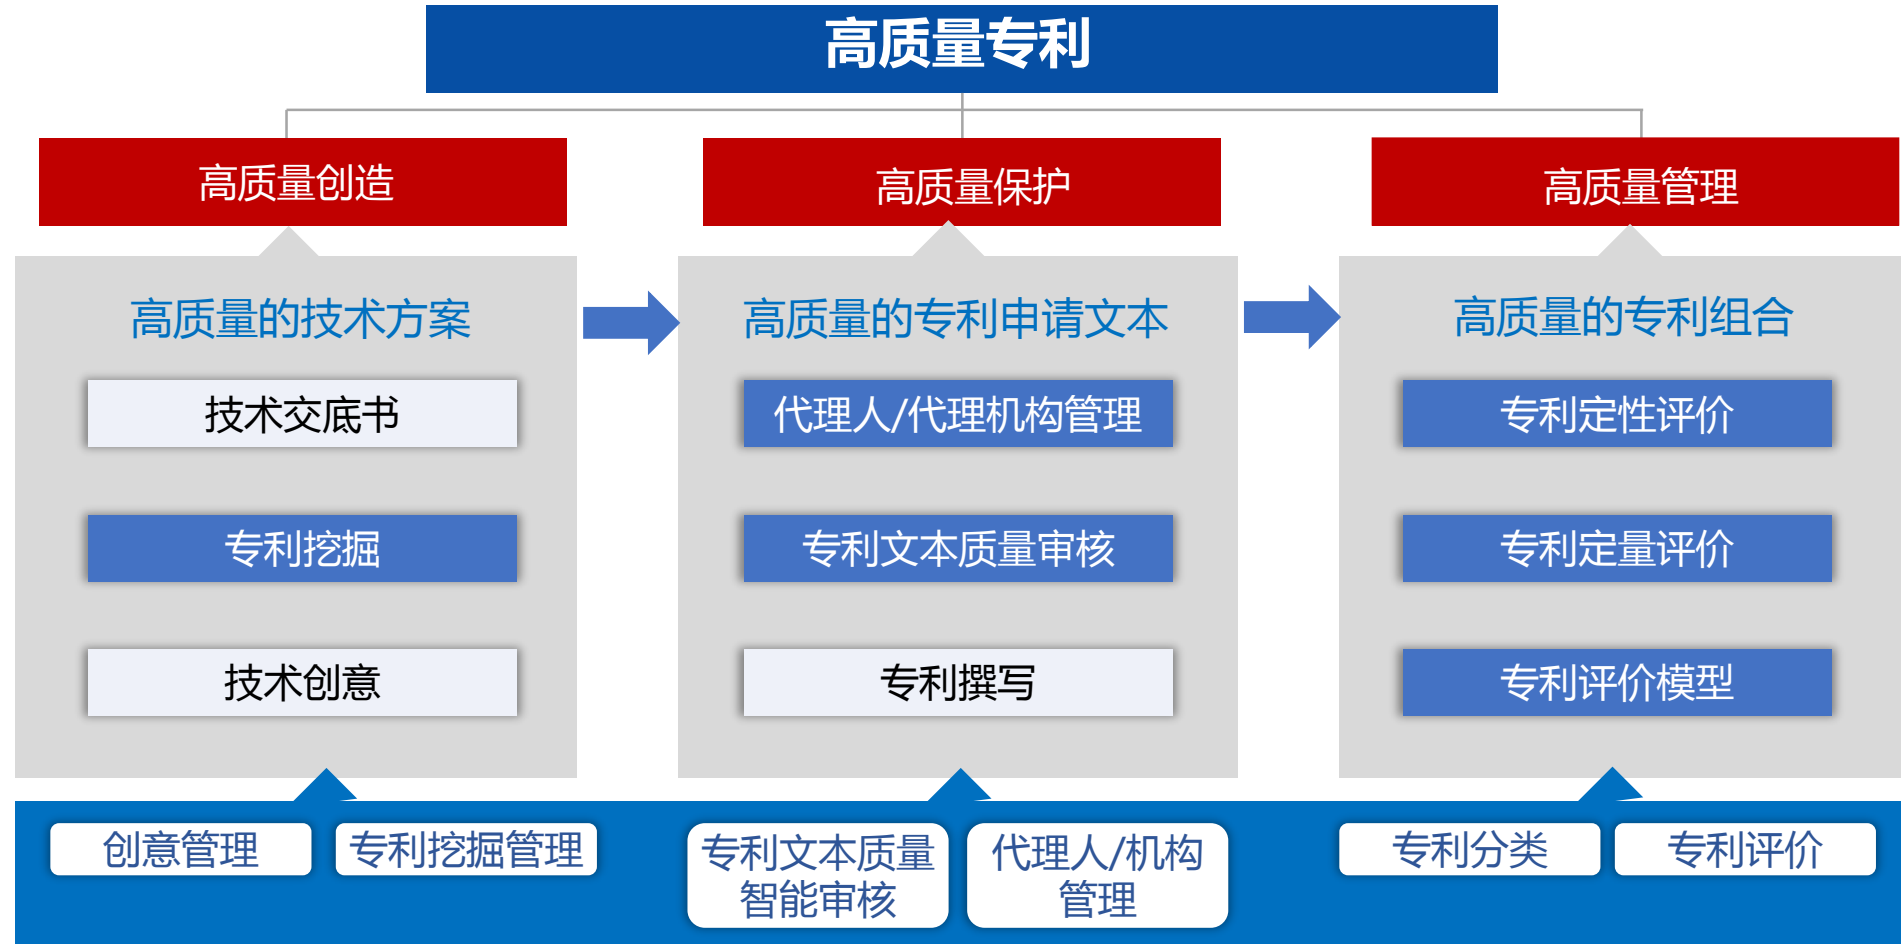 高质量专利
高质量创造
高质量保护
高质量管理
高质量的技术方案
高质量的专利申请文本
高质量的专利组合
技术交底书
代理人/代理机构管理
专利定性评价
专利挖掘
专利文本质量审核
专利定量评价
技术创意
专利撰写
专利评价模型
创意管理
专利挖掘管理
专利文本质量
智能审核
代理人/机构
管理
专利分类
专利评价